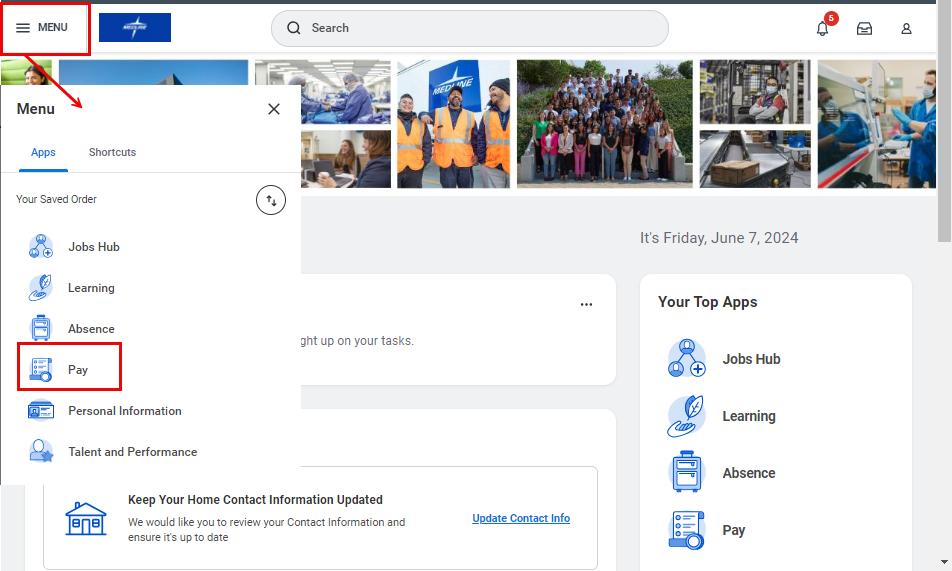 MENU
MEDLINE
Search
5
MEDLINE
Menu
Apps
Shortcuts
Your Saved Order
Jobs Hub
Learning
Absence
Pay
Personal Information
Talent and Performance
It's Friday, June 7, 2024
ght up on your tasks.
Keep Your Home Contact Information Updated
We would like you to review your Contact Information and
ensure it's up to date
Update Contact Info
Your Top Apps
Jobs Hub
Learning
Absence
Pay